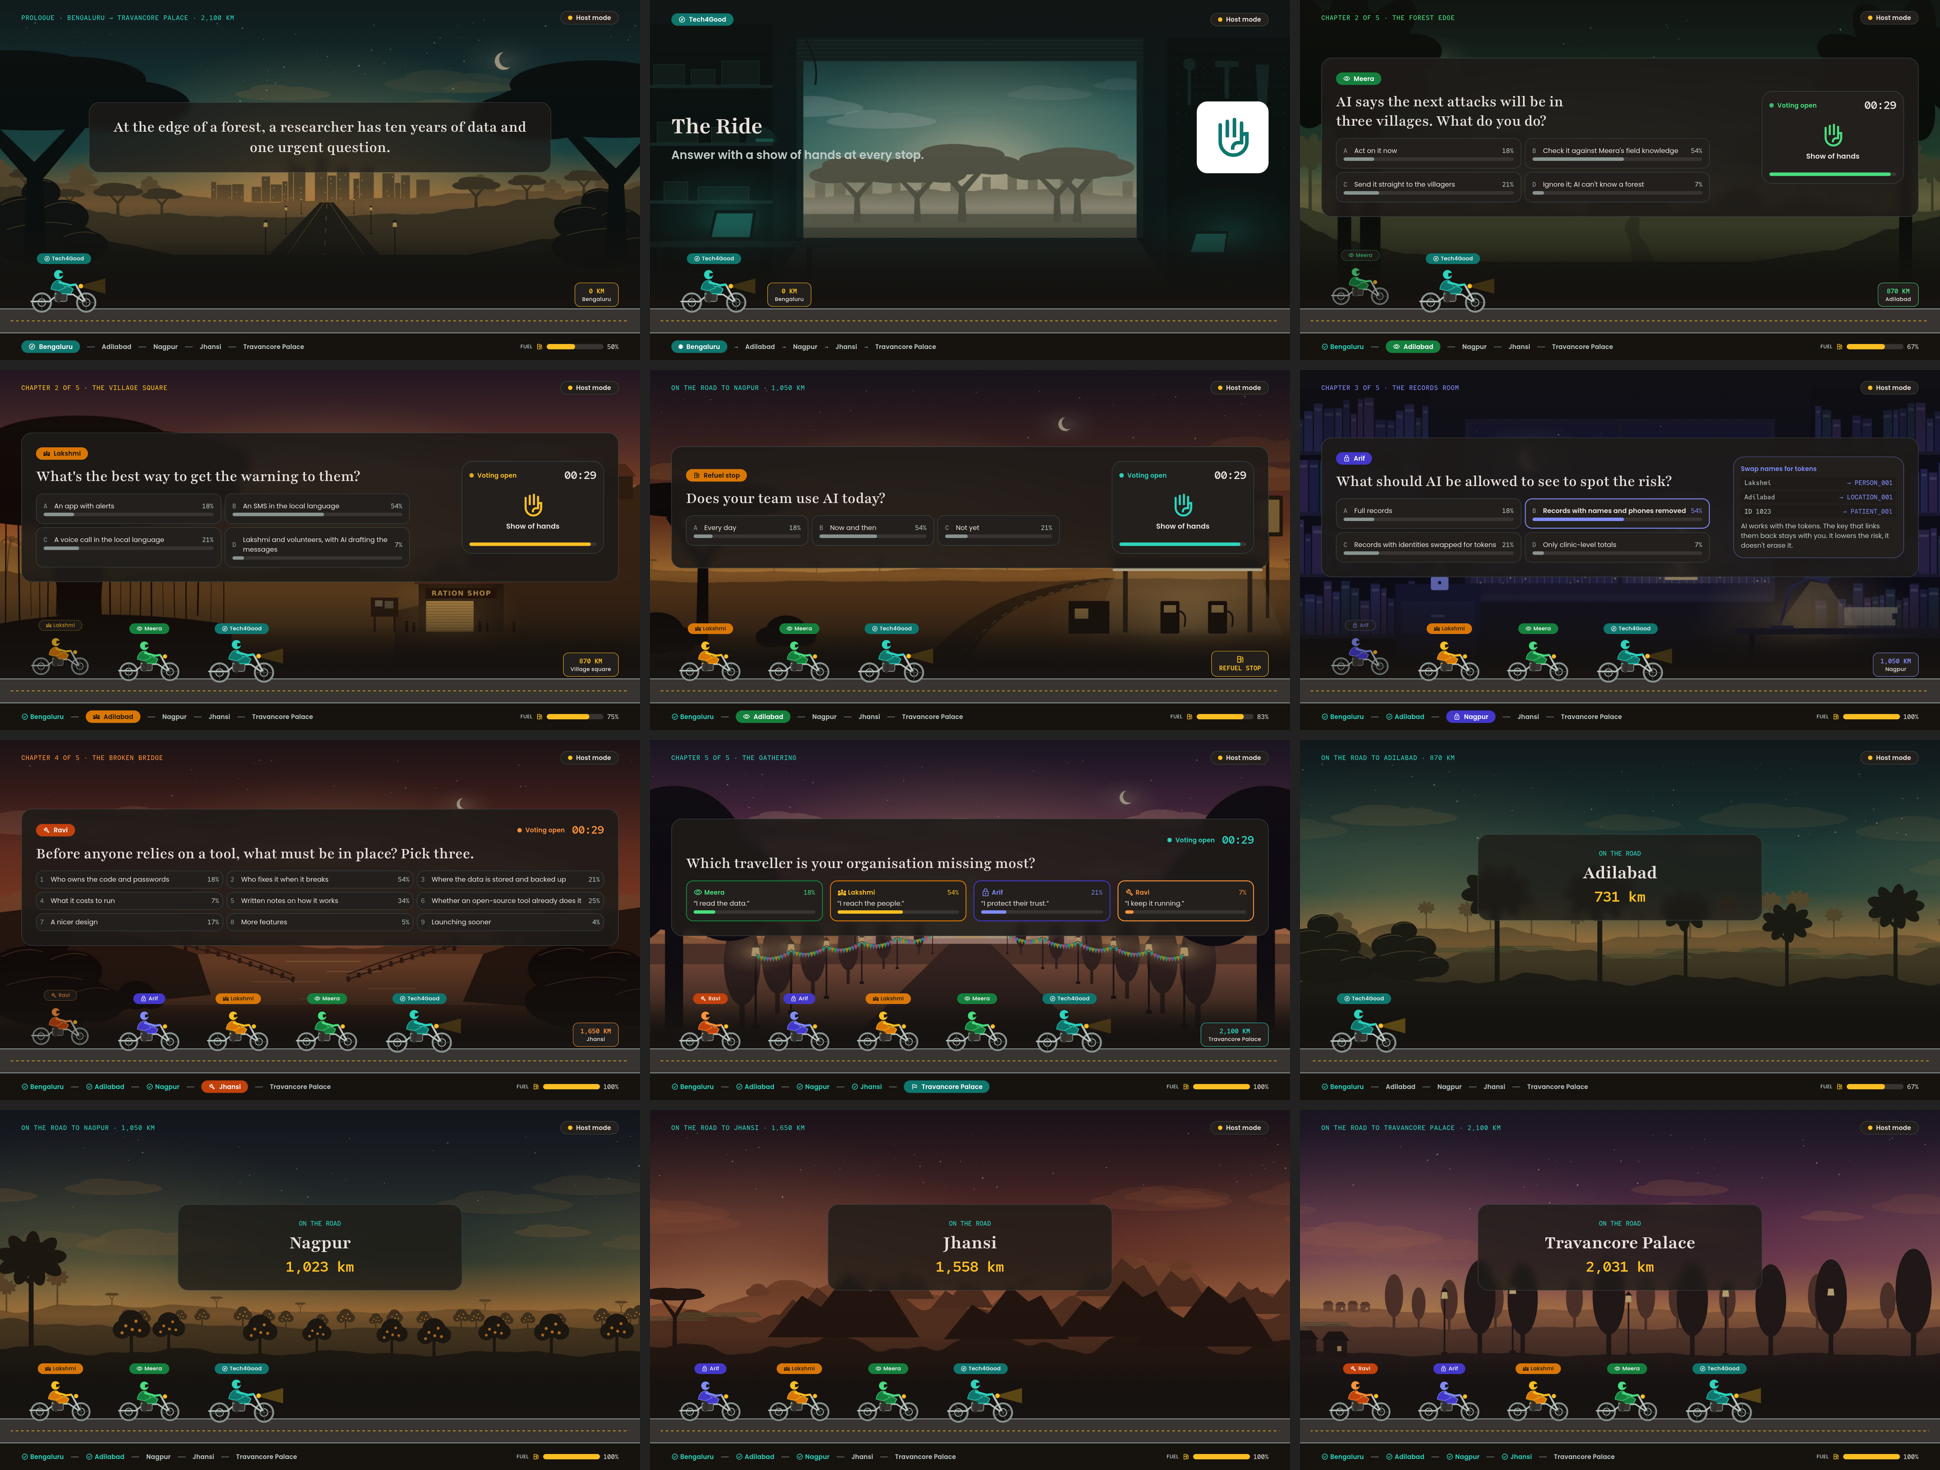 PROLOGUE · BENGALURU → TRAVANCORE PALACE · 2,100 KM
Host mode
At the edge of a forest, a researcher has ten years of data and
one urgent question.
Tech4Good
0 KM
Bengaluru
Bengaluru — Adilabad — Nagpur — Jhansi — Travancore Palace
FUEL 50%
Tech4Good
Host mode
The Ride
Answer with a show of hands at every stop.
Tech4Good
0 KM
Bengaluru
Bengaluru → Adilabad → Nagpur → Jhansi → Travancore Palace
CHAPTER 2 OF 5 · THE FOREST EDGE
Host mode
Meera
AI says the next attacks will be in
three villages. What do you do?
A Act on it now 18%
B Check it against Meera's field knowledge 54%
C Send it straight to the villagers 21%
D Ignore it; AI can't know a forest 7%
Voting open 00:29
Show of hands
Meera
Tech4Good
870 KM
Adilabad
Bengaluru — Adilabad — Nagpur — Jhansi — Travancore Palace
FUEL 67%
CHAPTER 2 OF 5 · THE VILLAGE SQUARE
Host mode
Lakshmi
What's the best way to get the warning to them?
A An app with alerts 18%
B An SMS in the local language 54%
C A voice call in the local language 21%
D Lakshmi and volunteers, with AI drafting the
messages 7%
Voting open 00:29
Show of hands
RATION SHOP
Lakshmi
Meera
Tech4Good
870 KM
Village square
Bengaluru — Adilabad — Nagpur — Jhansi — Travancore Palace
FUEL 75%
ON THE ROAD TO NAGPUR · 1,050 KM
Host mode
Refuel stop
Does your team use AI today?
A Every day 18%
B Now and then 54%
C Not yet 21%
Voting open 00:29
Show of hands
Lakshmi
Meera
Tech4Good
REFUEL STOP
Bengaluru — Adilabad — Nagpur — Jhansi — Travancore Palace
FUEL 83%
CHAPTER 3 OF 5 · THE RECORDS ROOM
Host mode
Arif
What should AI be allowed to see to spot the risk?
A Full records 18%
B Records with names and phones removed 54%
C Records with identities swapped for tokens 21%
D Only clinic-level totals 7%
Swap names for tokens
Lakshmi → PERSON_001
Adilabad → LOCATION_001
ID 1023 → PATIENT_001
AI works with the tokens. The key that links
them back stays with you. It lowers the risk, it
doesn't erase it.
Arif
Lakshmi
Meera
Tech4Good
1,050 KM
Nagpur
Bengaluru — Adilabad — Nagpur — Jhansi — Travancore Palace
FUEL 100%
CHAPTER 4 OF 5 · THE BROKEN BRIDGE
Host mode
Ravi
Voting open 00:29
Before anyone relies on a tool, what must be in place? Pick three.
1 Who owns the code and passwords 18%
2 Who fixes it when it breaks 54%
3 Where the data is stored and backed up 21%
4 What it costs to run 7%
5 Written notes on how it works 34%
6 Whether an open-source tool already does it 25%
7 A nicer design 17%
8 More features 5%
9 Launching sooner 4%
Ravi
Arif
Lakshmi
Meera
Tech4Good
1,650 KM
Jhansi
Bengaluru — Adilabad — Nagpur — Jhansi — Travancore Palace
FUEL 100%
CHAPTER 5 OF 5 · THE GATHERING
Host mode
Voting open 00:29
Which traveller is your organisation missing most?
Meera 18%
"I read the data."
Lakshmi 54%
"I reach the people."
Arif 21%
"I protect their trust."
Ravi 7%
"I keep it running."
Ravi
Arif
Lakshmi
Meera
Tech4Good
2,100 KM
Travancore Palace
Bengaluru — Adilabad — Nagpur — Jhansi — Travancore Palace
FUEL 100%
ON THE ROAD TO ADILABAD · 870 KM
Host mode
ON THE ROAD
Adilabad
731 km
Tech4Good
Bengaluru — Adilabad — Nagpur — Jhansi — Travancore Palace
FUEL 67%
ON THE ROAD TO NAGPUR · 1,050 KM
Host mode
ON THE ROAD
Nagpur
1,023 km
Lakshmi
Meera
Tech4Good
Bengaluru — Adilabad — Nagpur — Jhansi — Travancore Palace
FUEL 100%
ON THE ROAD TO JHANSI · 1,650 KM
Host mode
ON THE ROAD
Jhansi
1,558 km
Arif
Lakshmi
Meera
Tech4Good
Bengaluru — Adilabad — Nagpur — Jhansi — Travancore Palace
FUEL 100%
ON THE ROAD TO TRAVANCORE PALACE · 2,100 KM
Host mode
ON THE ROAD
Travancore Palace
2,031 km
Ravi
Arif
Lakshmi
Meera
Tech4Good
Bengaluru — Adilabad — Nagpur — Jhansi — Travancore Palace
FUEL 100%